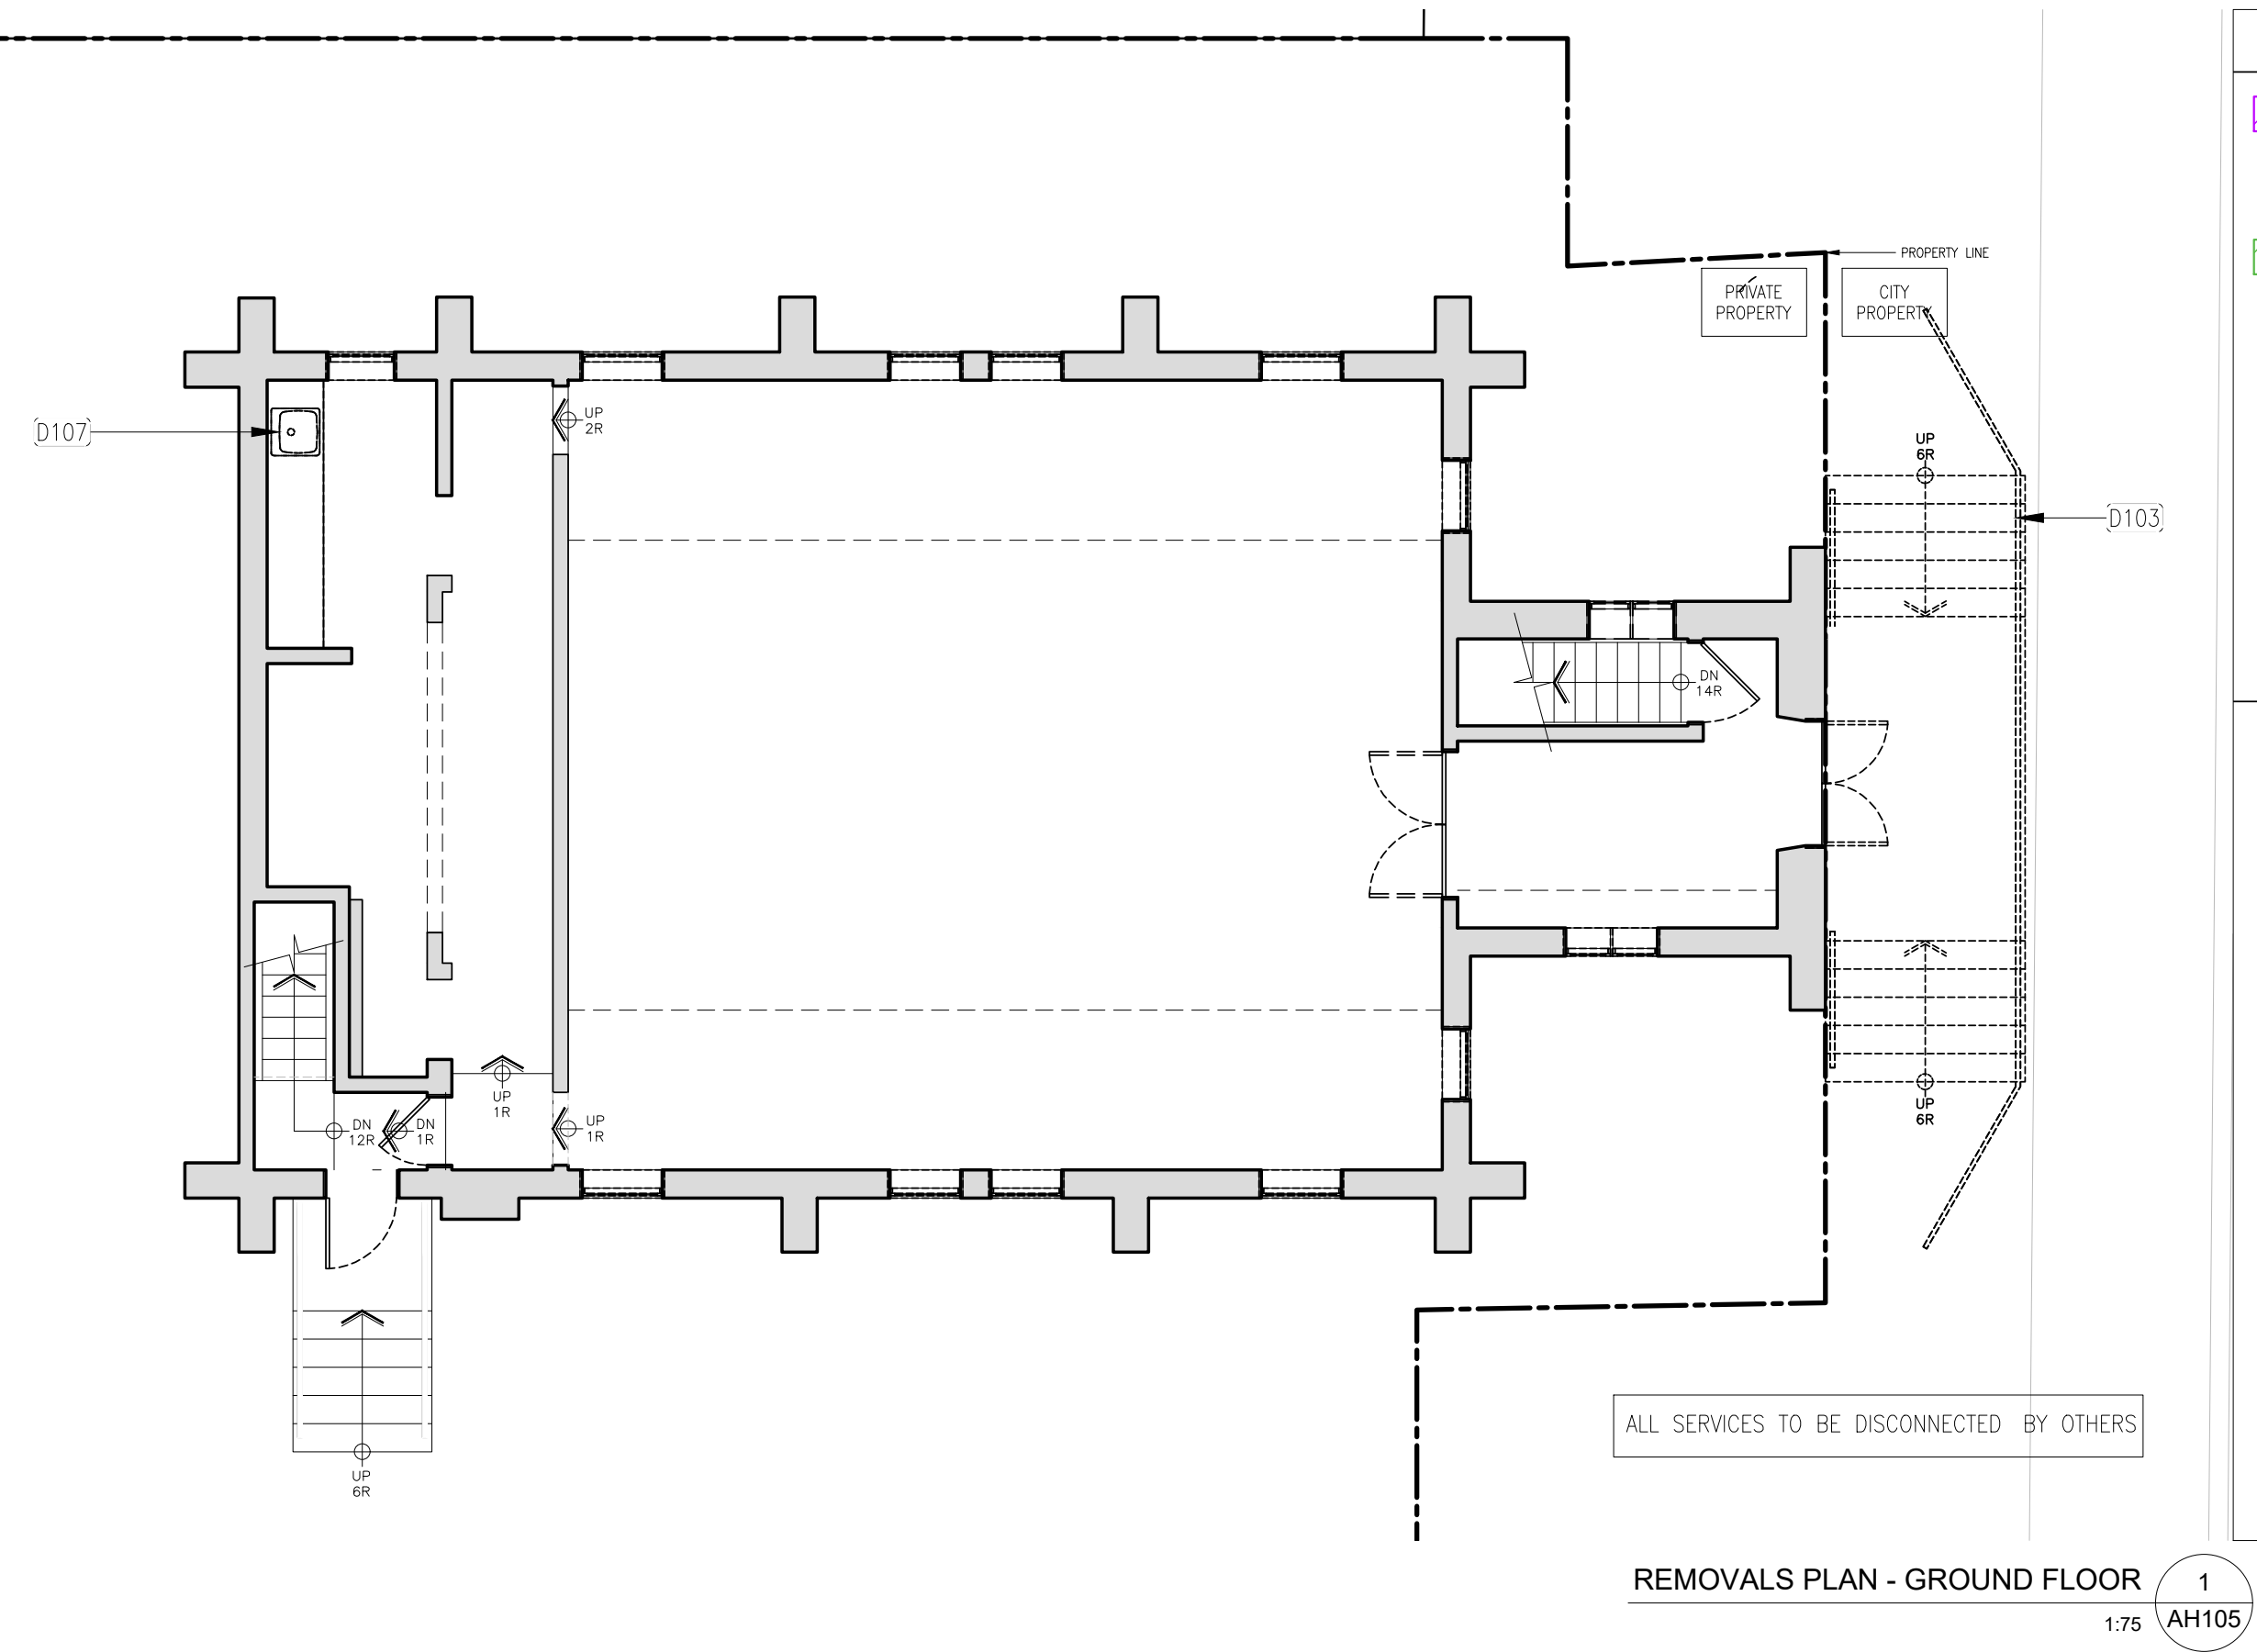 PROPERTY LINE
PRIVATE
PROPERTY
CITY
PROPERTY
UP
2R
D107
UP
6R
D103
DN
14R
UP
1R
DN
12R
DN
1R
UP
1R
UP
6R
UP
6R
ALL SERVICES TO BE DISCONNECTED BY OTHERS
REMOVALS PLAN - GROUND FLOOR
1
1:75
AH105